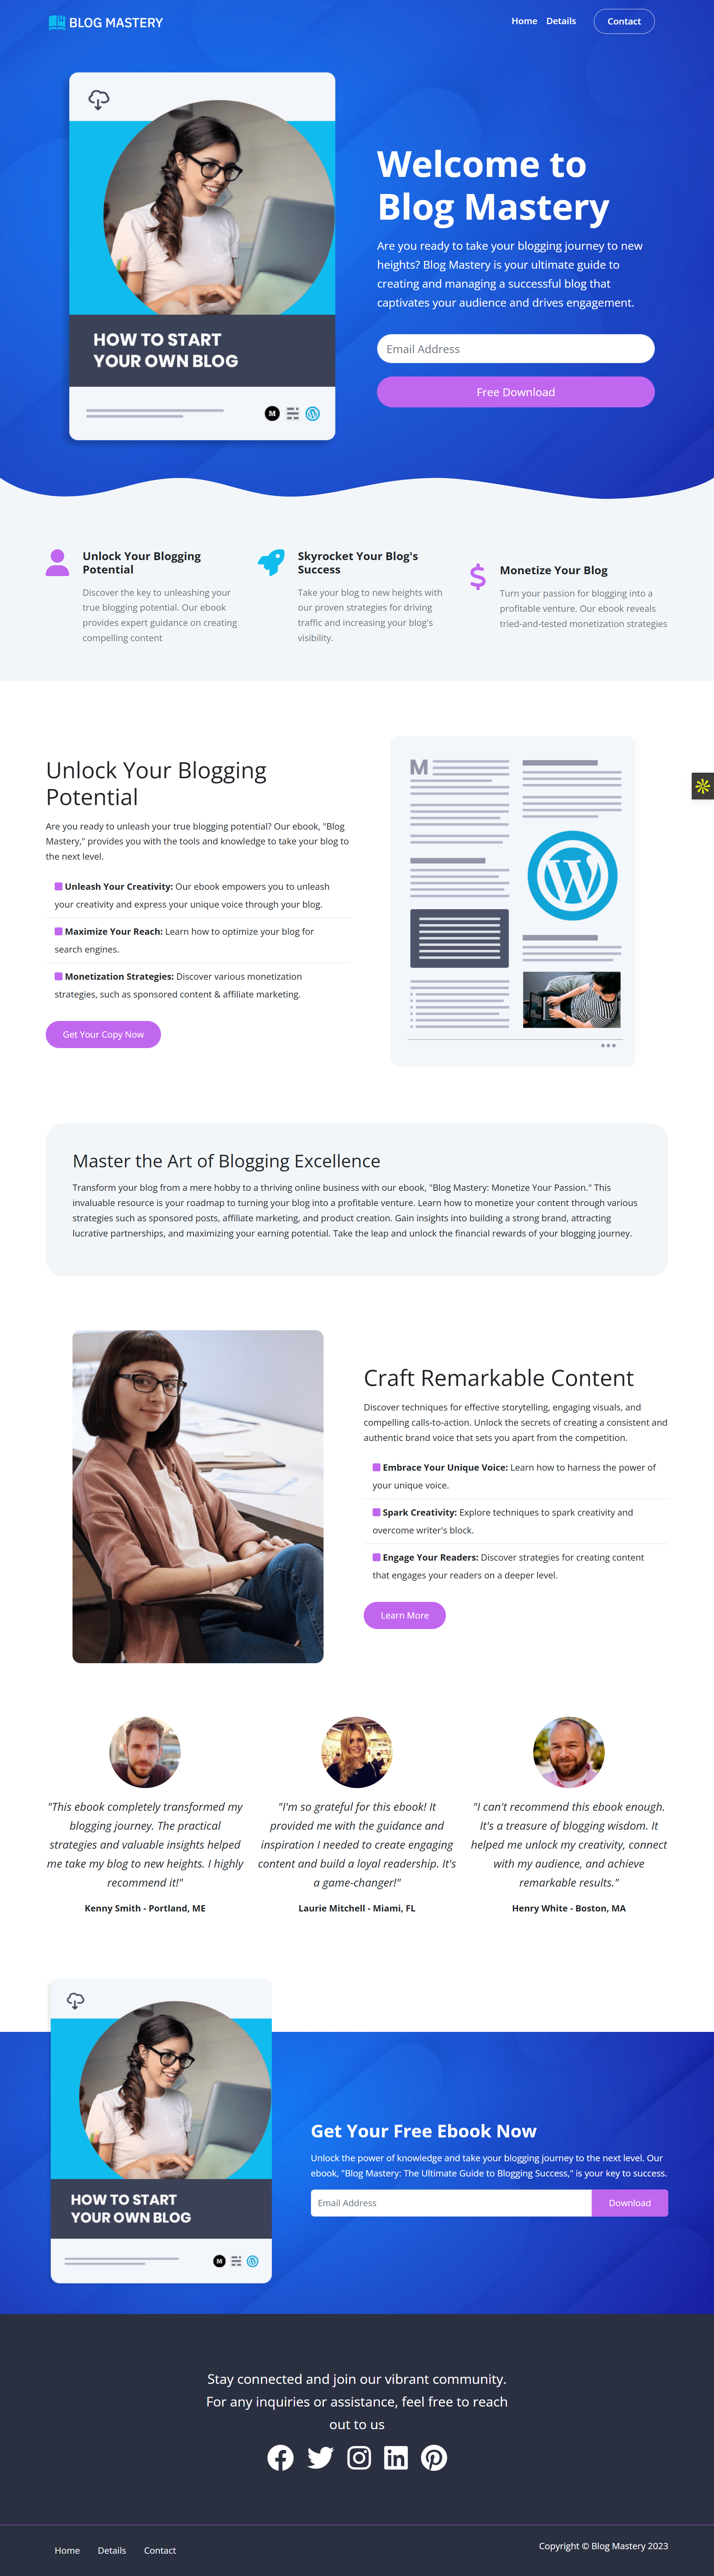 BLOG MASTERY
Home Details Contact
Welcome to
Blog Mastery
Are you ready to take your blogging journey to new
heights? Blog Mastery is your ultimate guide to
creating and managing a successful blog that
captivates your audience and drives engagement.
Email Address
Free Download
HOW TO START
YOUR OWN BLOG
M
Unlock Your Blogging
Potential
Discover the key to unleashing your
true blogging potential. Our ebook
provides expert guidance on creating
compelling content
Skyrocket Your Blog's
Success
Take your blog to new heights with
our proven strategies for driving
traffic and increasing your blog's
visibility.
Monetize Your Blog
Turn your passion for blogging into a
profitable venture. Our ebook reveals
tried-and-tested monetization strategies
Unlock Your Blogging
Potential
Are you ready to unleash your true blogging potential? Our ebook, "Blog
Mastery," provides you with the tools and knowledge to take your blog to
the next level.
Unleash Your Creativity: Our ebook empowers you to unleash
your creativity and express your unique voice through your blog.
Maximize Your Reach: Learn how to optimize your blog for
search engines.
Monetization Strategies: Discover various monetization
strategies, such as sponsored content & affiliate marketing.
Get Your Copy Now
M
Master the Art of Blogging Excellence
Transform your blog from a mere hobby to a thriving online business with our ebook, "Blog Mastery: Monetize Your Passion." This
invaluable resource is your roadmap to turning your blog into a profitable venture. Learn how to monetize your content through various
strategies such as sponsored posts, affiliate marketing, and product creation. Gain insights into building a strong brand, attracting
lucrative partnerships, and maximizing your earning potential. Take the leap and unlock the financial rewards of your blogging journey.
Craft Remarkable Content
Discover techniques for effective storytelling, engaging visuals, and
compelling calls-to-action. Unlock the secrets of creating a consistent and
authentic brand voice that sets you apart from the competition.
Embrace Your Unique Voice: Learn how to harness the power of
your unique voice.
Spark Creativity: Explore techniques to spark creativity and
overcome writer's block.
Engage Your Readers: Discover strategies for creating content
that engages your readers on a deeper level.
Learn More
"This ebook completely transformed my
blogging journey. The practical
strategies and valuable insights helped
me take my blog to new heights. I highly
recommend it!"
Kenny Smith - Portland, ME
"I'm so grateful for this ebook! It
provided me with the guidance and
inspiration I needed to create engaging
content and build a loyal readership. It's
a game-changer!"
Laurie Mitchell - Miami, FL
"I can't recommend this ebook enough.
It's a treasure of blogging wisdom. It
helped me unlock my creativity, connect
with my audience, and achieve
remarkable results."
Henry White - Boston, MA
HOW TO START
YOUR OWN BLOG
M
Get Your Free Ebook Now
Unlock the power of knowledge and take your blogging journey to the next level. Our
ebook, "Blog Mastery: The Ultimate Guide to Blogging Success," is your key to success.
Email Address Download
Stay connected and join our vibrant community.
For any inquiries or assistance, feel free to reach
out to us
Home Details Contact
Copyright © Blog Mastery 2023